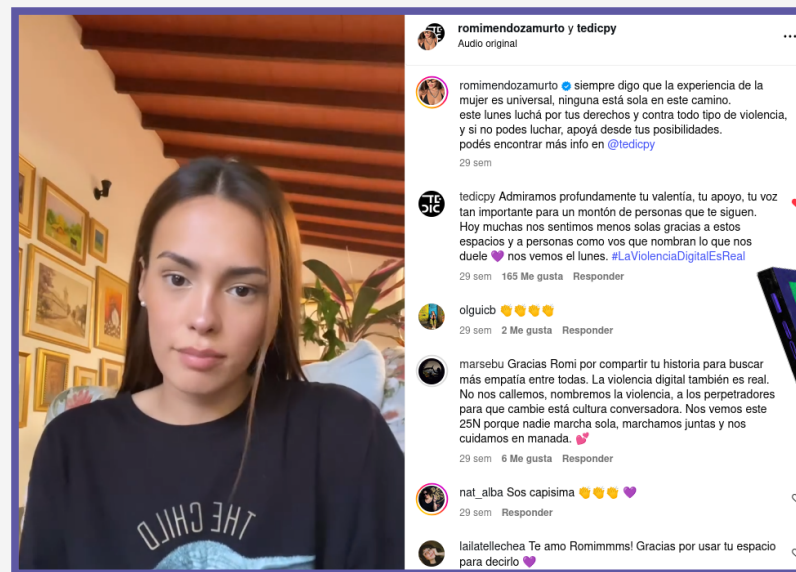 romimendozamurto y tedicpy
Audio original
romimendozamurto siempre digo que la experiencia de la
mujer es universal, ninguna está sola en este camino.
este lunes luchá por tus derechos y contra todo tipo de violencia,
y si no podes luchar, apoyá desde tus posibilidades.
podés encontrar más info en @tedicpy
29 sem
TE
DIC
tedicpy Admiramos profundamente tu valentía, tu apoyo, tu voz
tan importante para un montón de personas que te siguen.
Hoy muchas nos sentimos menos solas gracias a estos
espacios y a personas como vos que nombran lo que nos
duele 💜 nos vemos el lunes. #LaViolenciaDigitalEsReal
29 sem 165 Me gusta Responder
olguicb 👏👏👏👏
29 sem 2 Me gusta Responder
marsebu Gracias Romi por compartir tu historia para buscar
más empatía entre todas. La violencia digital también es real.
No nos callemos, nombremos la violencia, a los perpetradores
para que cambie está cultura conversadora. Nos vemos este
25N porque nadie marcha sola, marchamos juntas y nos
cuidamos en manada. 💕
29 sem 6 Me gusta Responder
nat_alba Sos capisima 👏👏👏 💜
29 sem Responder
lailatellechea Te amo Romimmms! Gracias por usar tu espacio
para decirlo 💜
THE CHILD